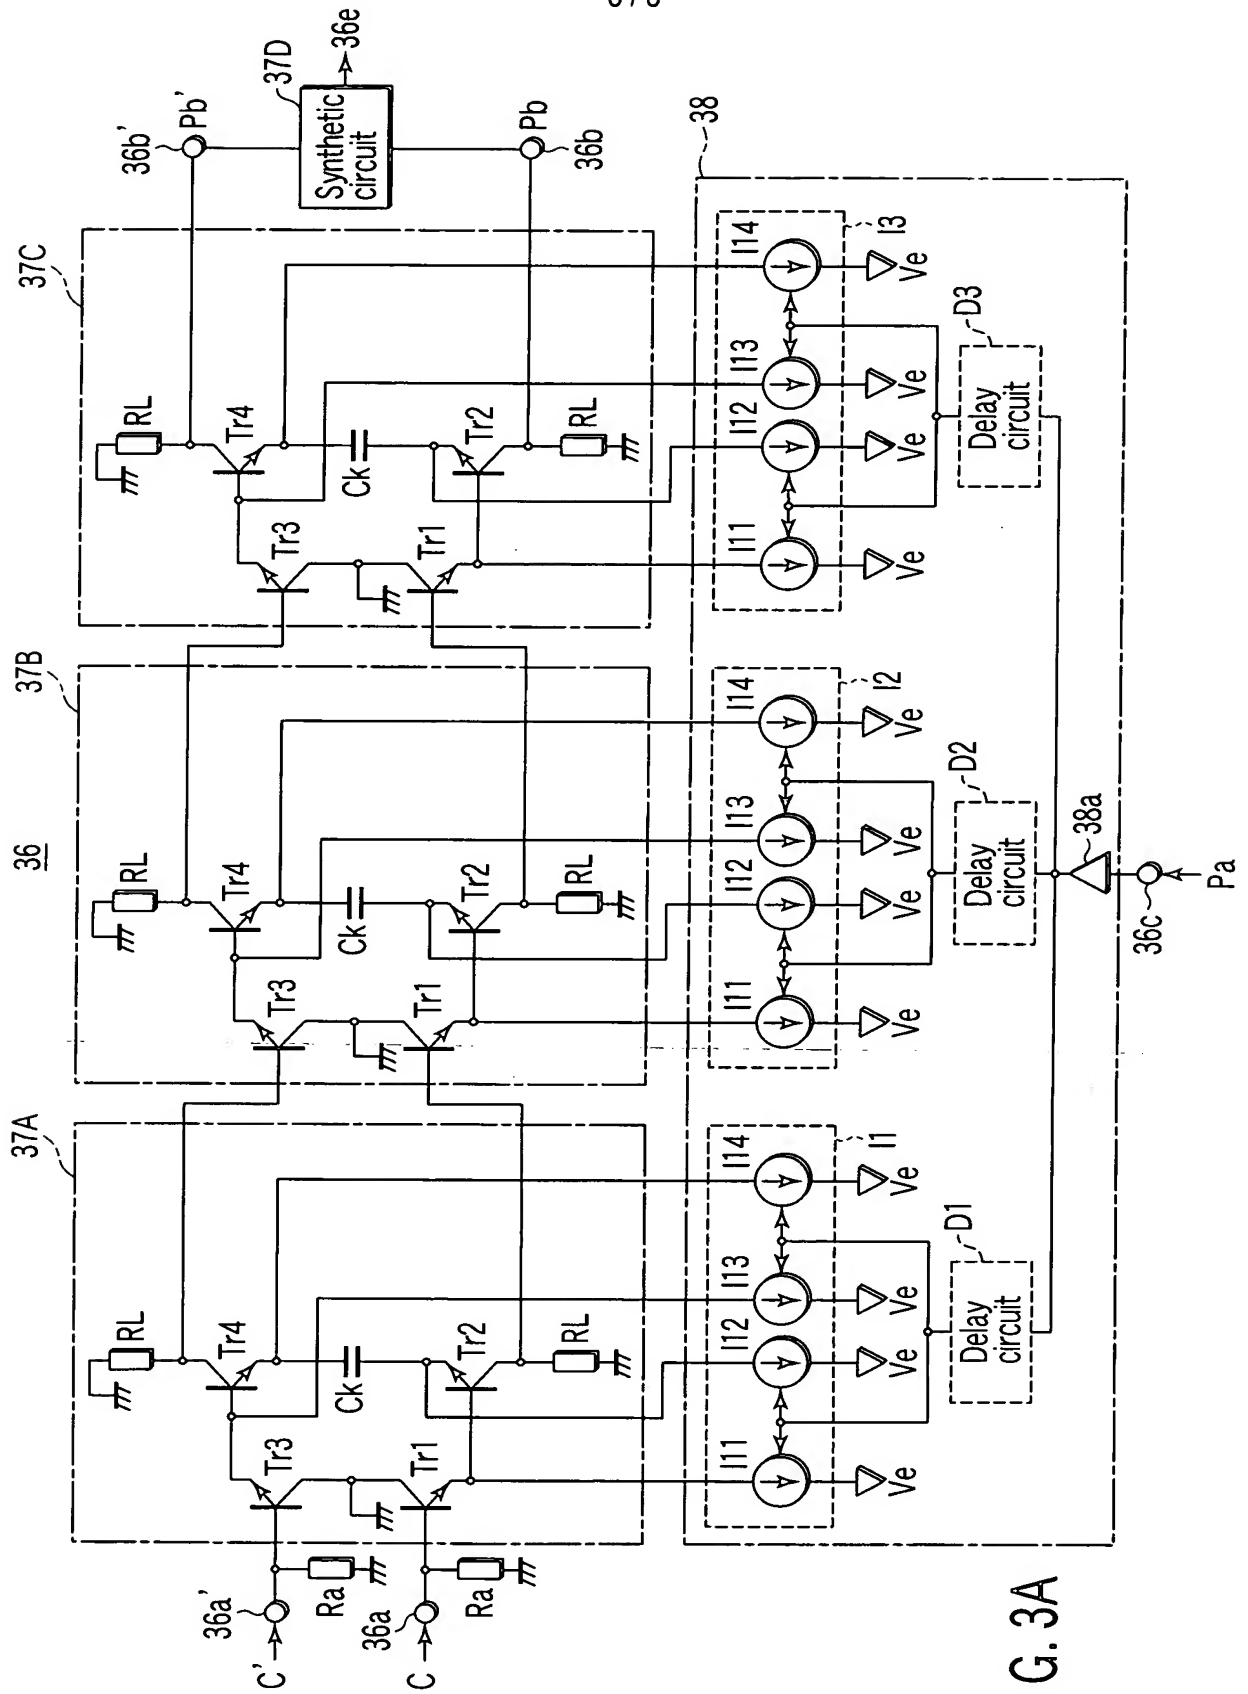 36
37A
37B
37C
37D
36b'
Pb'
Synthetic
circuit
36e
Pb
36b
RL
Tr4
Tr3
Ck
Tr1
Tr2
RL
RL
Tr4
Tr3
Ck
Tr1
Tr2
RL
RL
Tr4
Tr3
Ck
Tr1
Tr2
RL
C'
36a'
Ra
C
36a
Ra
38
I11
I12
I13
I14
I1
Ve
Ve
Ve
Ve
I11
I12
I13
I14
I2
Ve
Ve
Ve
Ve
I11
I12
I13
I14
I3
Ve
Ve
Ve
Ve
D1
Delay
circuit
D2
Delay
circuit
D3
Delay
circuit
38a
36c
Pa
G. 3A